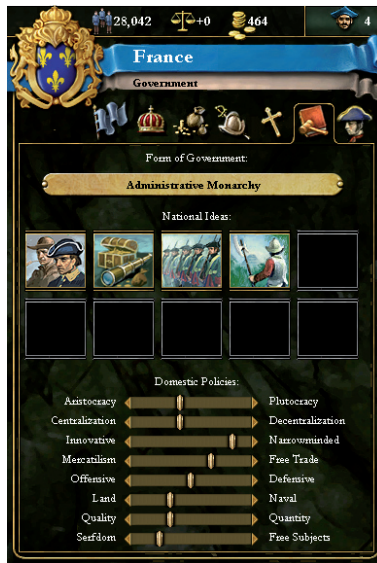 28,042 +0 464 4
France
Government
Form of Government:
Administrative Monarchy
National Ideas:
Domestic Policies:
Aristocracy Plutocracy
Centralization Decentralization
Innovative Narrowminded
Mercatilism Free Trade
Offensive Defensive
Land Naval
Quality Quantity
Serfdom Free Subjects